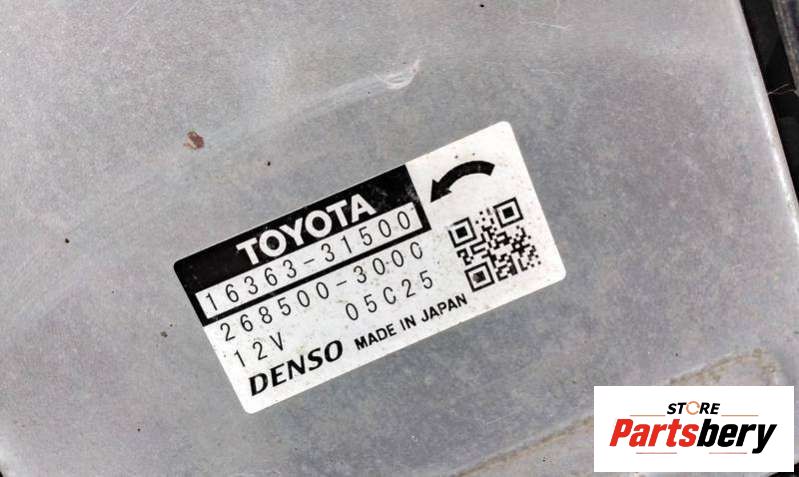 TOYOTA
16363-31500
268500-3000
12V 05C25
DENSO MADE IN JAPAN
STORE
Partsbery